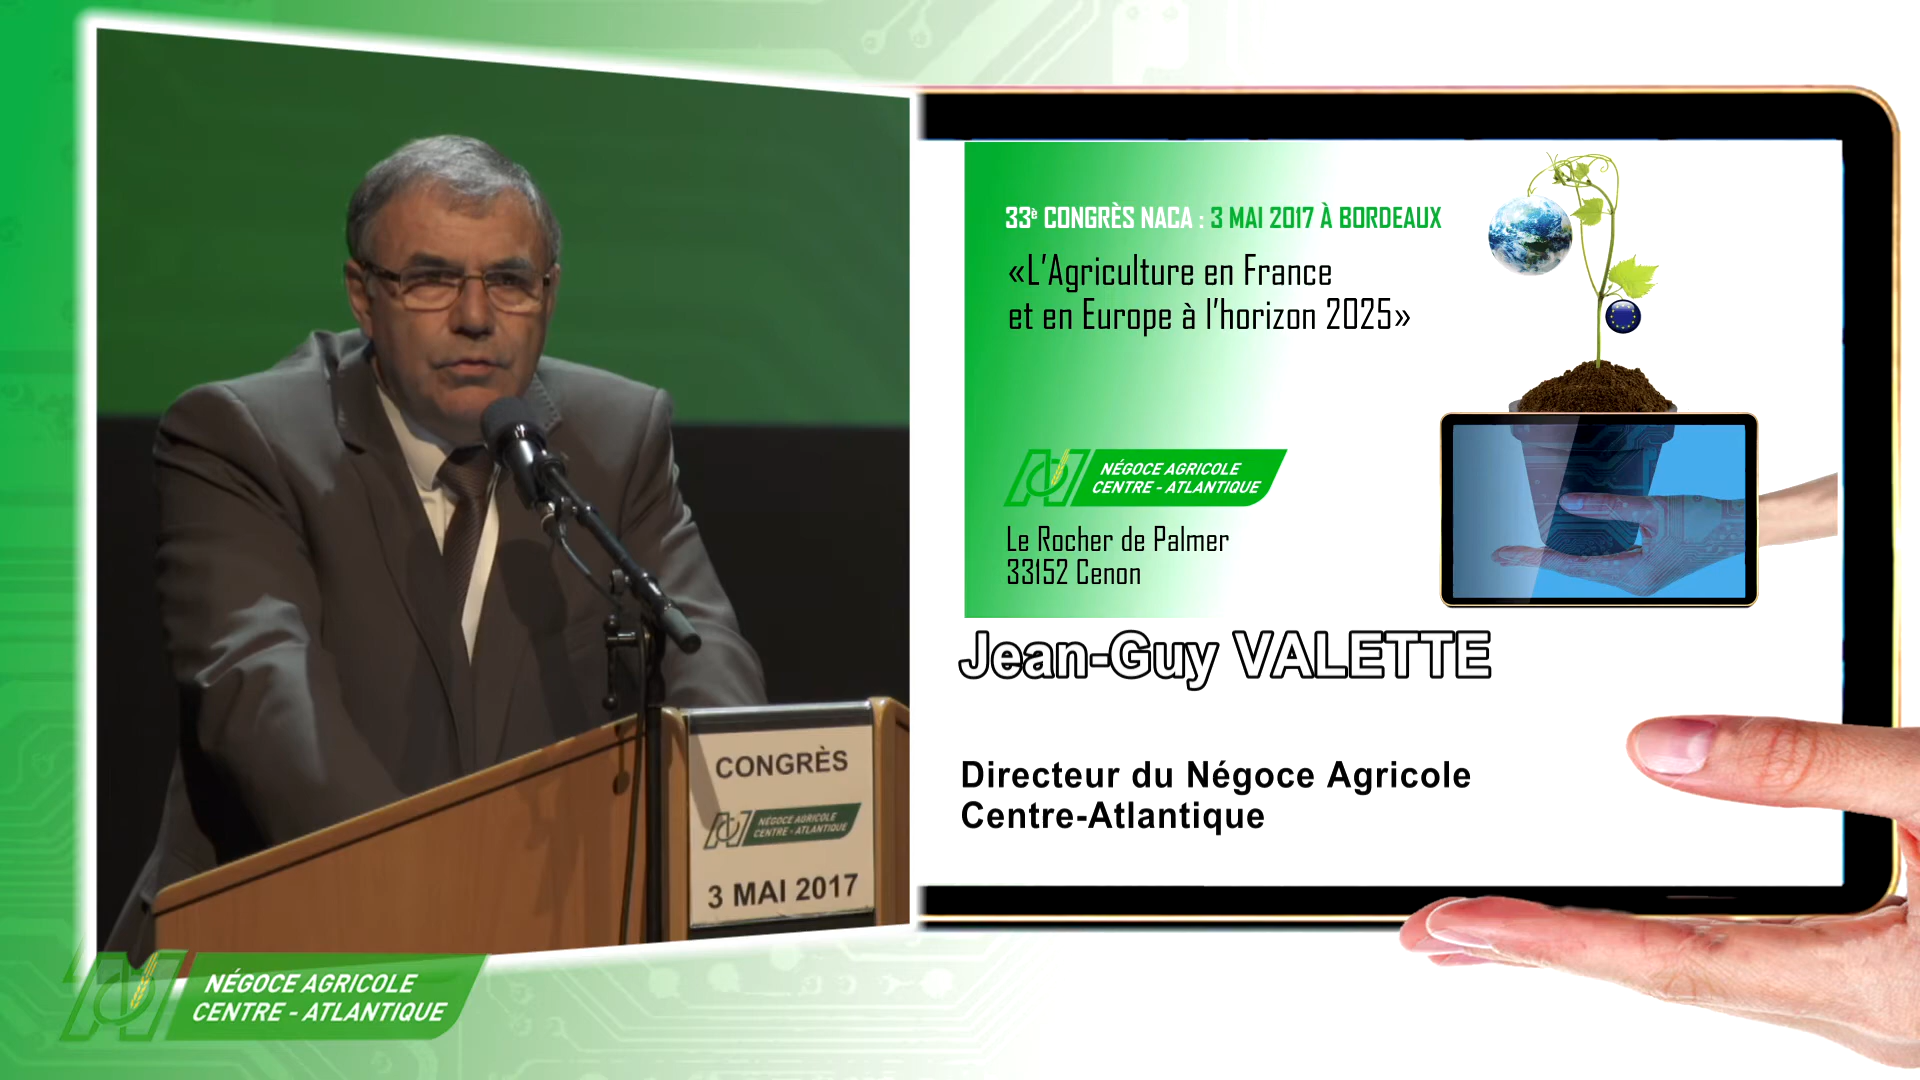 33è CONGRÈS NACA : 3 MAI 2017 À BORDEAUX
«L'Agriculture en France
et en Europe à l'horizon 2025»
NÉGOCE AGRICOLE
CENTRE - ATLANTIQUE
Le Rocher de Palmer
33152 Cenon
Jean-Guy VALETTE
Directeur du Négoce Agricole
Centre-Atlantique
CONGRÈS
NÉGOCE AGRICOLE
CENTRE - ATLANTIQUE
3 MAI 2017
NÉGOCE AGRICOLE
CENTRE - ATLANTIQUE